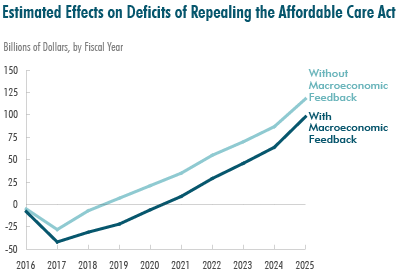 Estimated Effects on Deficits of Repealing the Affordable Care Act
Billions of Dollars, by Fiscal Year
150
125
100
75
50
25
0
-25
-50
Without
Macroeconomic
Feedback
With
Macroeconomic
Feedback
2016 2017 2018 2019 2020 2021 2022 2023 2024 2025